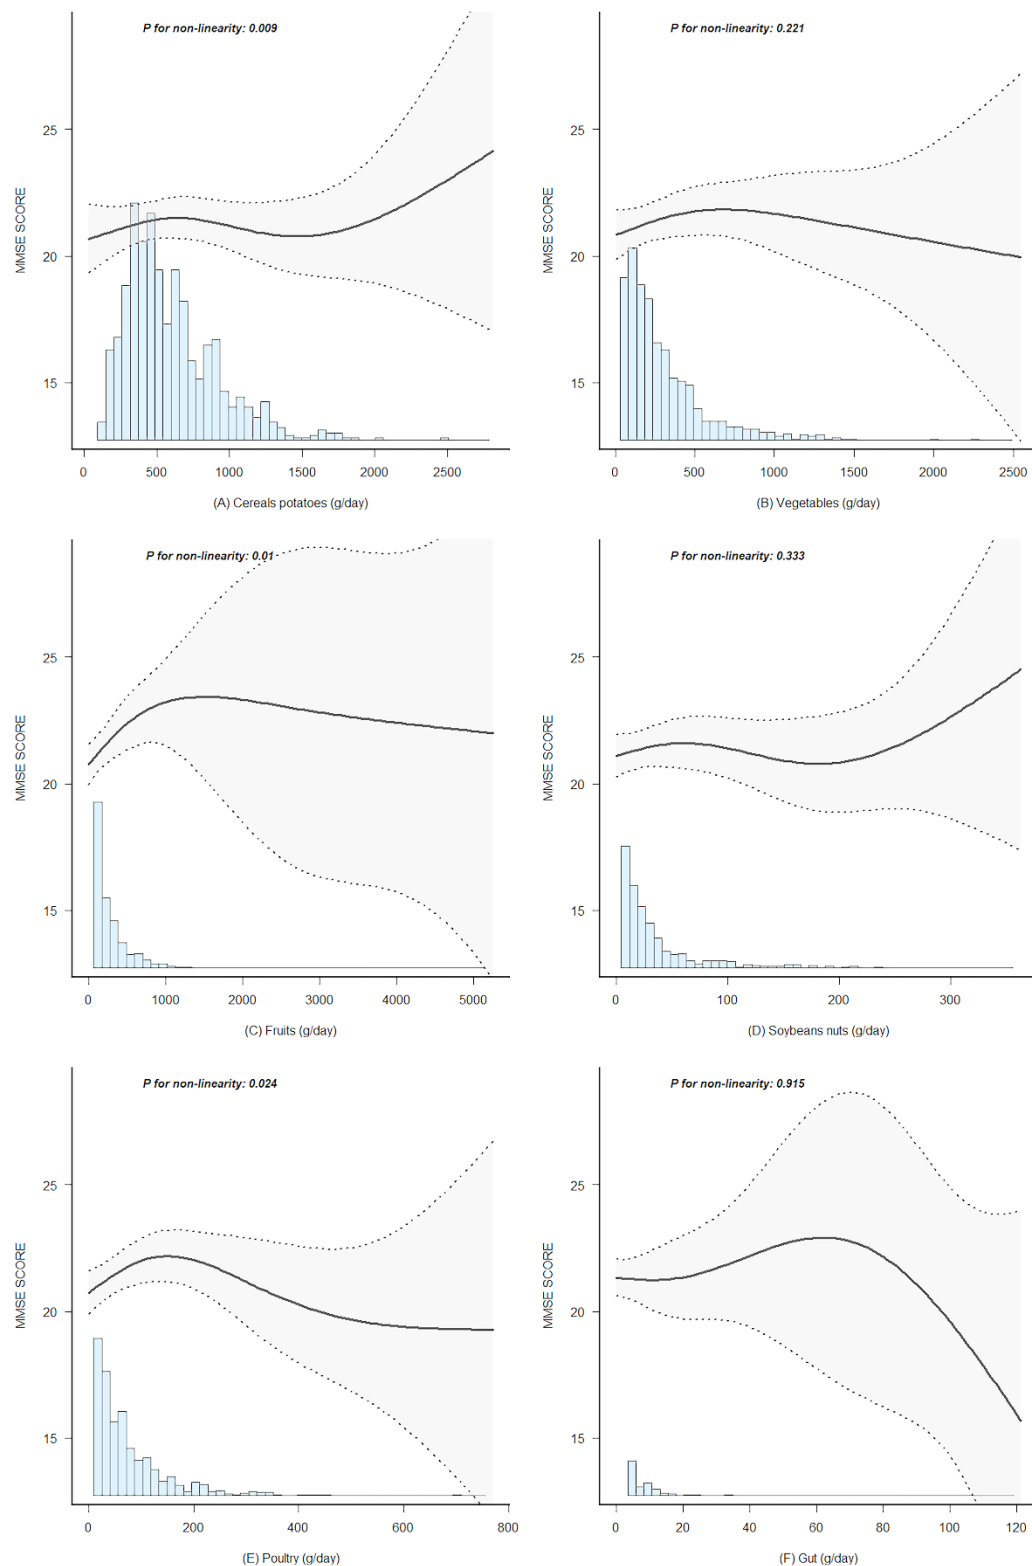 P for non-linearity: 0.009
25
20
15
MMSE SCORE
0 500 1000 1500 2000 2500
(A) Cereals potatoes (g/day)
P for non-linearity: 0.221
25
20
15
MMSE SCORE
0 500 1000 1500 2000 2500
(B) Vegetables (g/day)
P for non-linearity: 0.01
25
20
15
MMSE SCORE
0 1000 2000 3000 4000 5000
(C) Fruits (g/day)
P for non-linearity: 0.333
25
20
15
MMSE SCORE
0 100 200 300
(D) Soybeans nuts (g/day)
P for non-linearity: 0.024
25
20
15
MMSE SCORE
0 200 400 600 800
(E) Poultry (g/day)
P for non-linearity: 0.915
25
20
15
MMSE SCORE
0 20 40 60 80 100 120
(F) Gut (g/day)